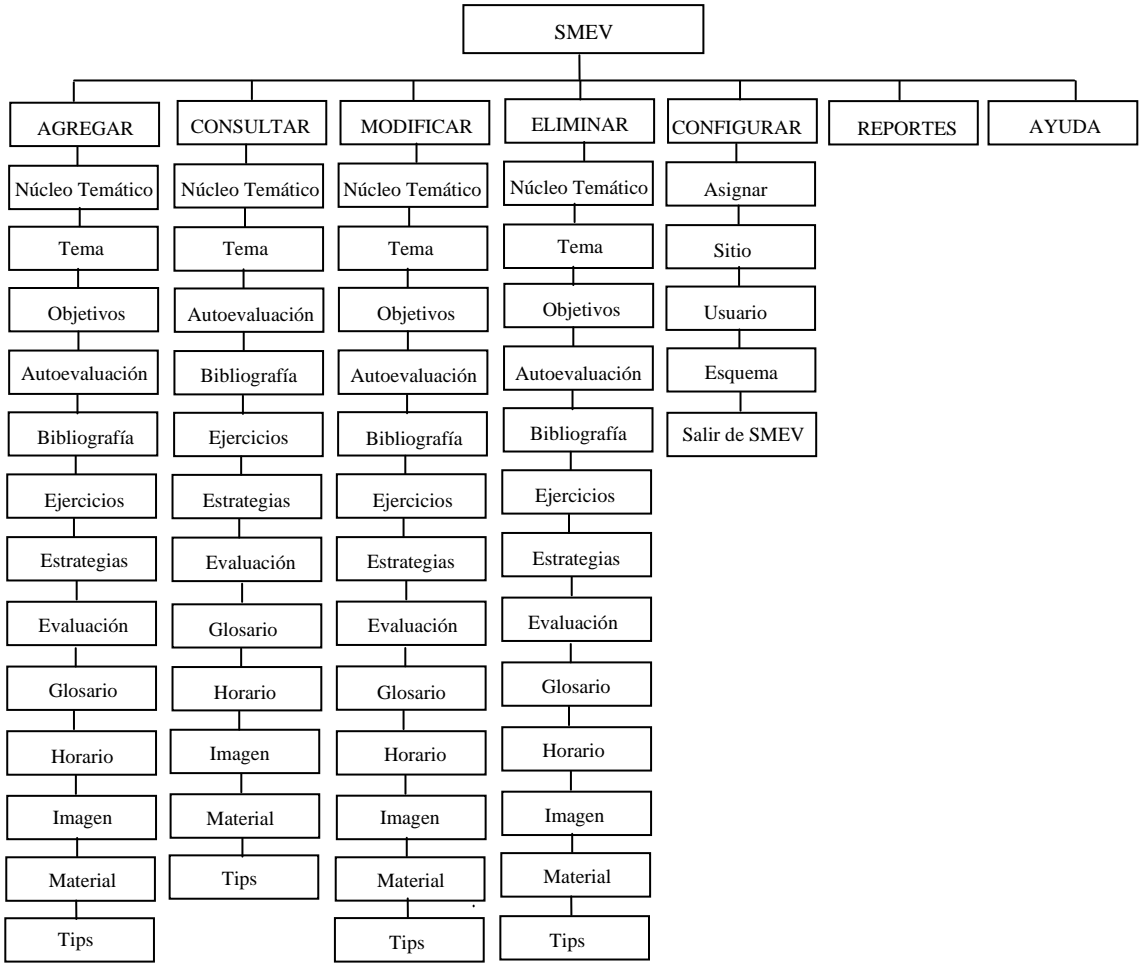 SMEV
AGREGAR
Núcleo Temático
Tema
Objetivos
Autoevaluación
Bibliografía
Ejercicios
Estrategias
Evaluación
Glosario
Horario
Imagen
Material
Tips
CONSULTAR
Núcleo Temático
Tema
Autoevaluación
Bibliografía
Ejercicios
Estrategias
Evaluación
Glosario
Horario
Imagen
Material
Tips
MODIFICAR
Núcleo Temático
Tema
Objetivos
Autoevaluación
Bibliografía
Ejercicios
Estrategias
Evaluación
Glosario
Horario
Imagen
Material
Tips
ELIMINAR
Núcleo Temático
Tema
Objetivos
Autoevaluación
Bibliografía
Ejercicios
Estrategias
Evaluación
Glosario
Horario
Imagen
Material
Tips
CONFIGURAR
Asignar
Sitio
Usuario
Esquema
Salir de SMEV
REPORTES
AYUDA